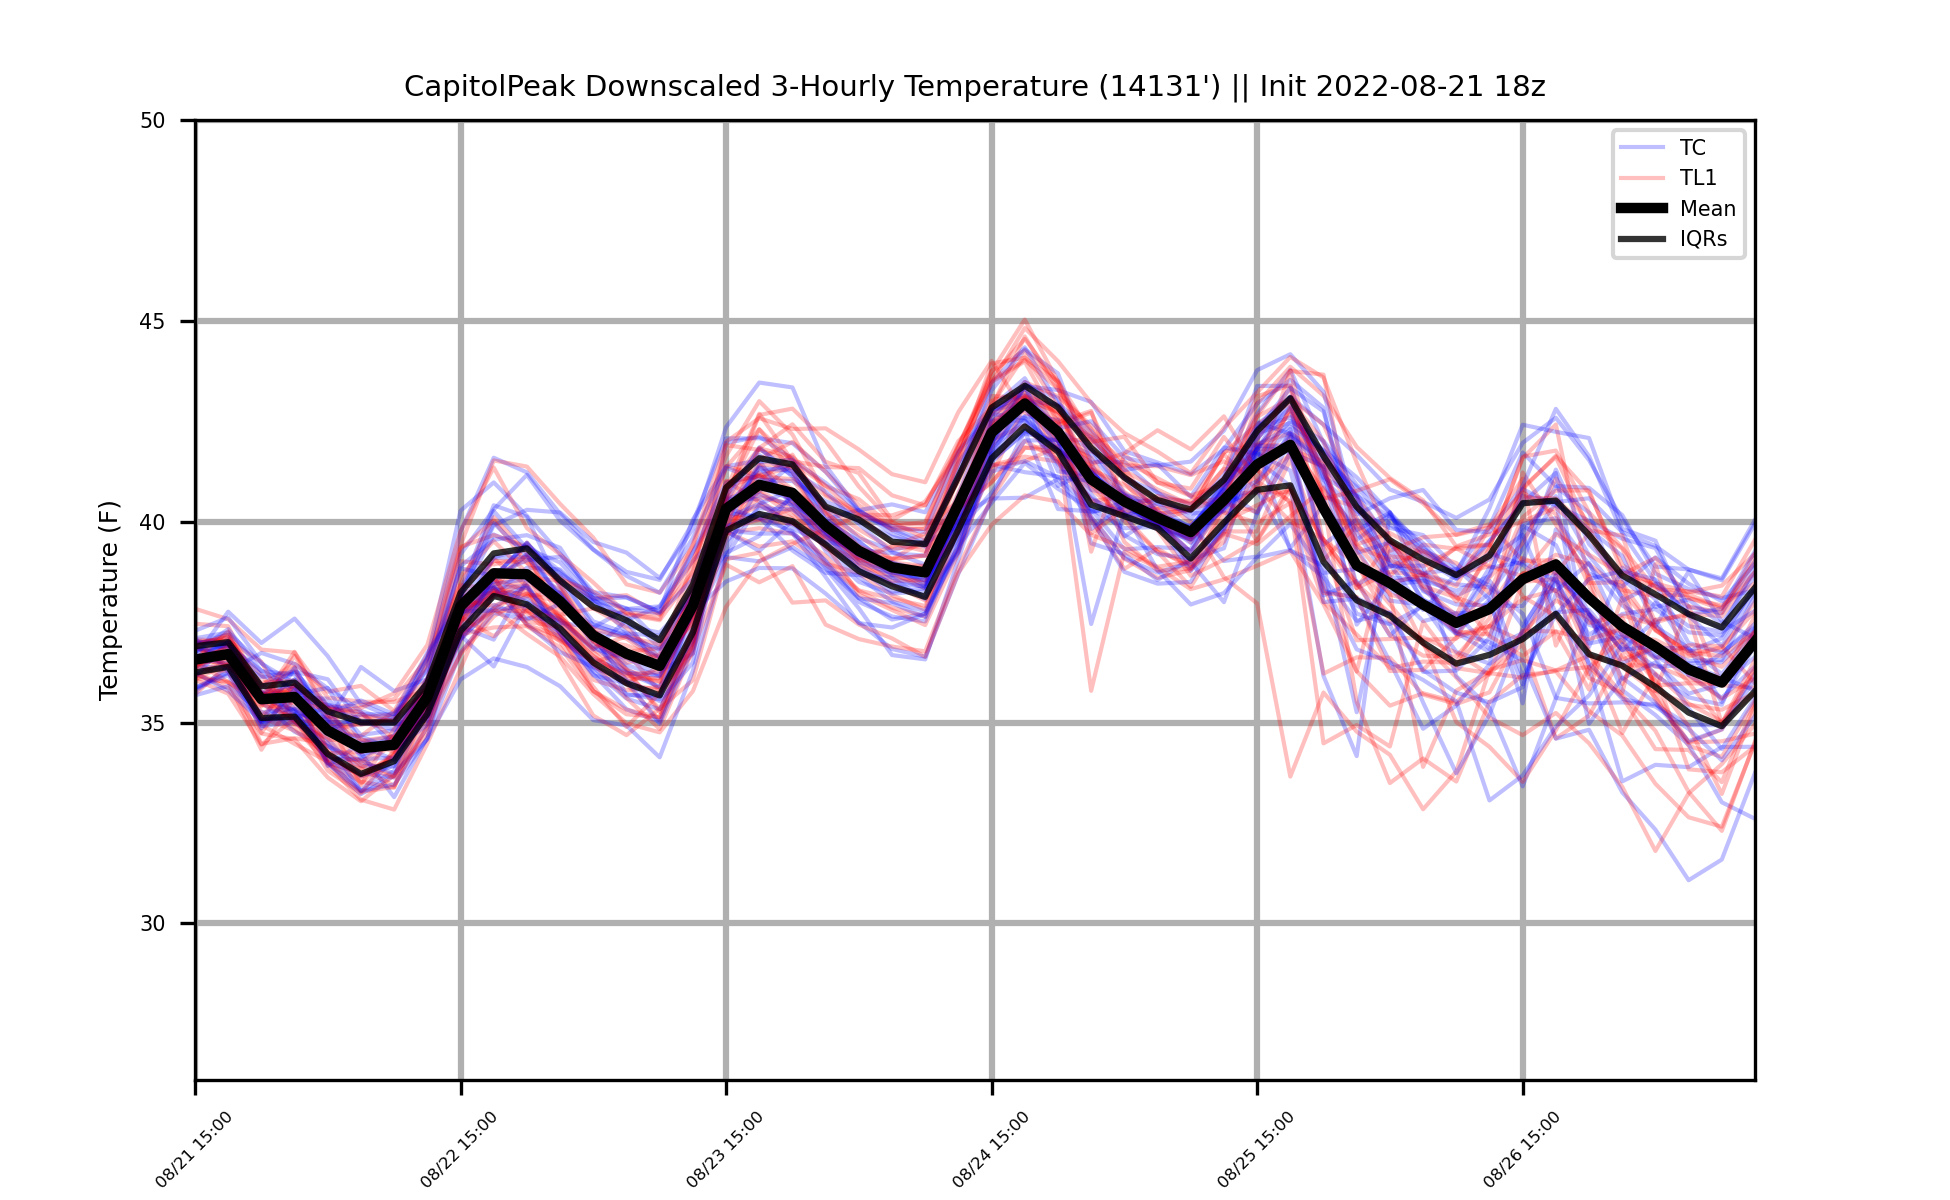 CapitolPeak Downscaled 3-Hourly Temperature (14131') || Init 2022-08-21 18z
TC
TL1
Mean
IQRs
Temperature (F)
50
45
40
35
30
08/21 15:00
08/22 15:00
08/23 15:00
08/24 15:00
08/25 15:00
08/26 15:00